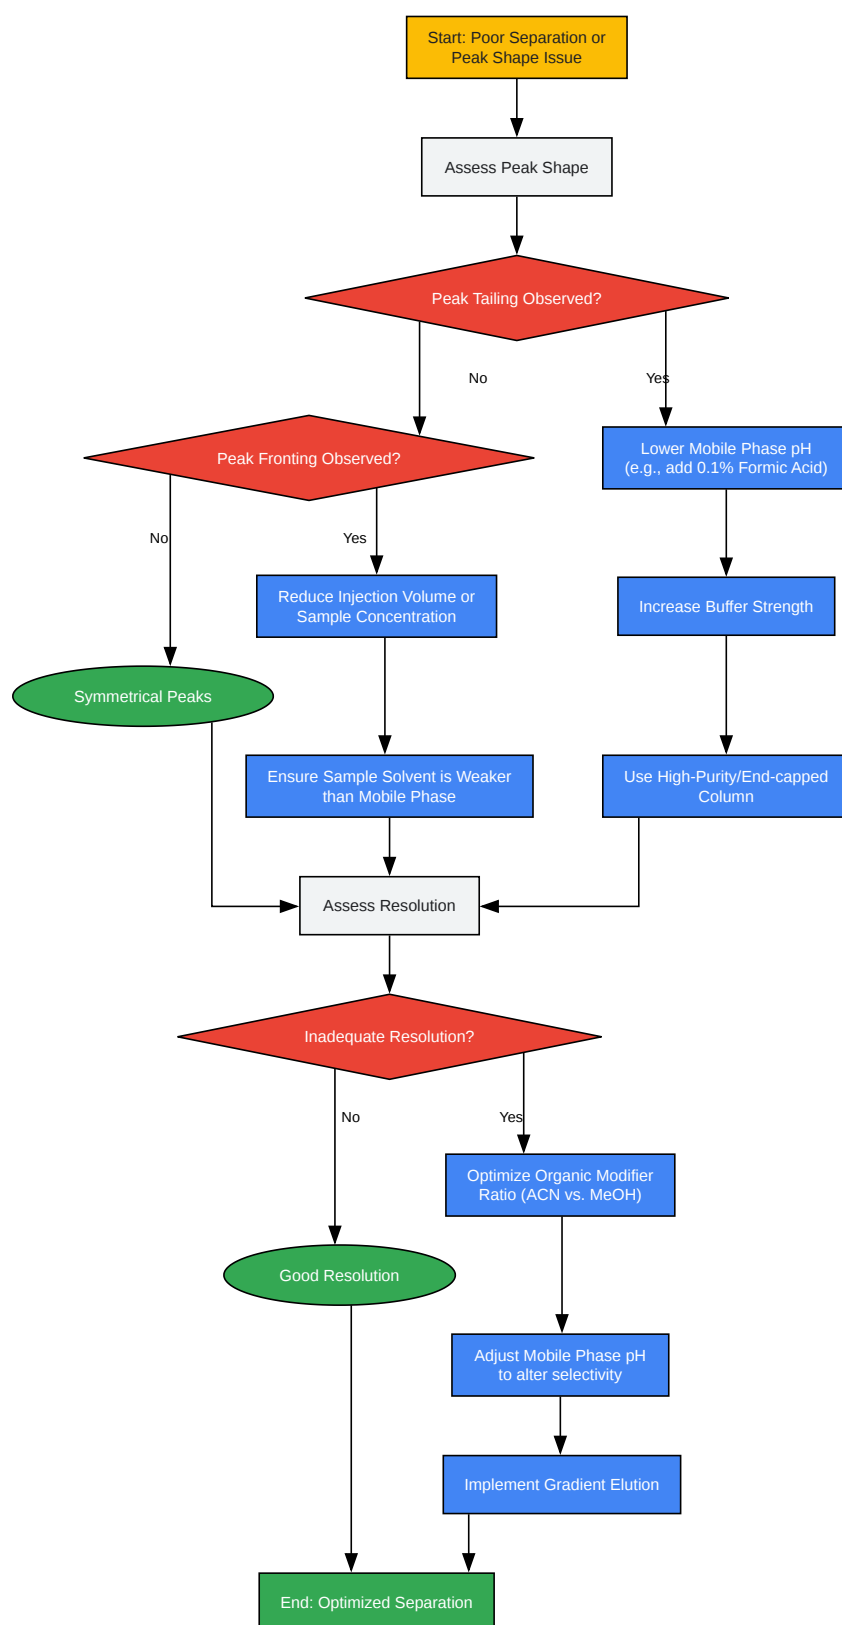 Start: Poor Separation or
Peak Shape Issue
Assess Peak Shape
Peak Tailing Observed?
No
Yes
Peak Fronting Observed?
Lower Mobile Phase pH
(e.g., add 0.1% Formic Acid)
No
Yes
Reduce Injection Volume or
Sample Concentration
Increase Buffer Strength
Symmetrical Peaks
Ensure Sample Solvent is Weaker
than Mobile Phase
Use High-Purity/End-capped
Column
Assess Resolution
Inadequate Resolution?
No
Yes
Optimize Organic Modifier
Ratio (ACN vs. MeOH)
Good Resolution
Adjust Mobile Phase pH
to alter selectivity
Implement Gradient Elution
End: Optimized Separation